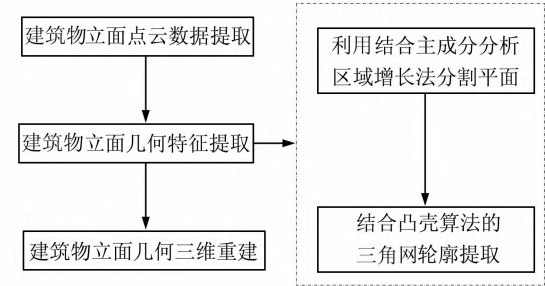 建筑物立面点云数据提取
建筑物立面几何特征提取
建筑物立面几何三维重建
利用结合主成分分析
区域增长法分割平面
结合凸壳算法的
三角网轮廓提取